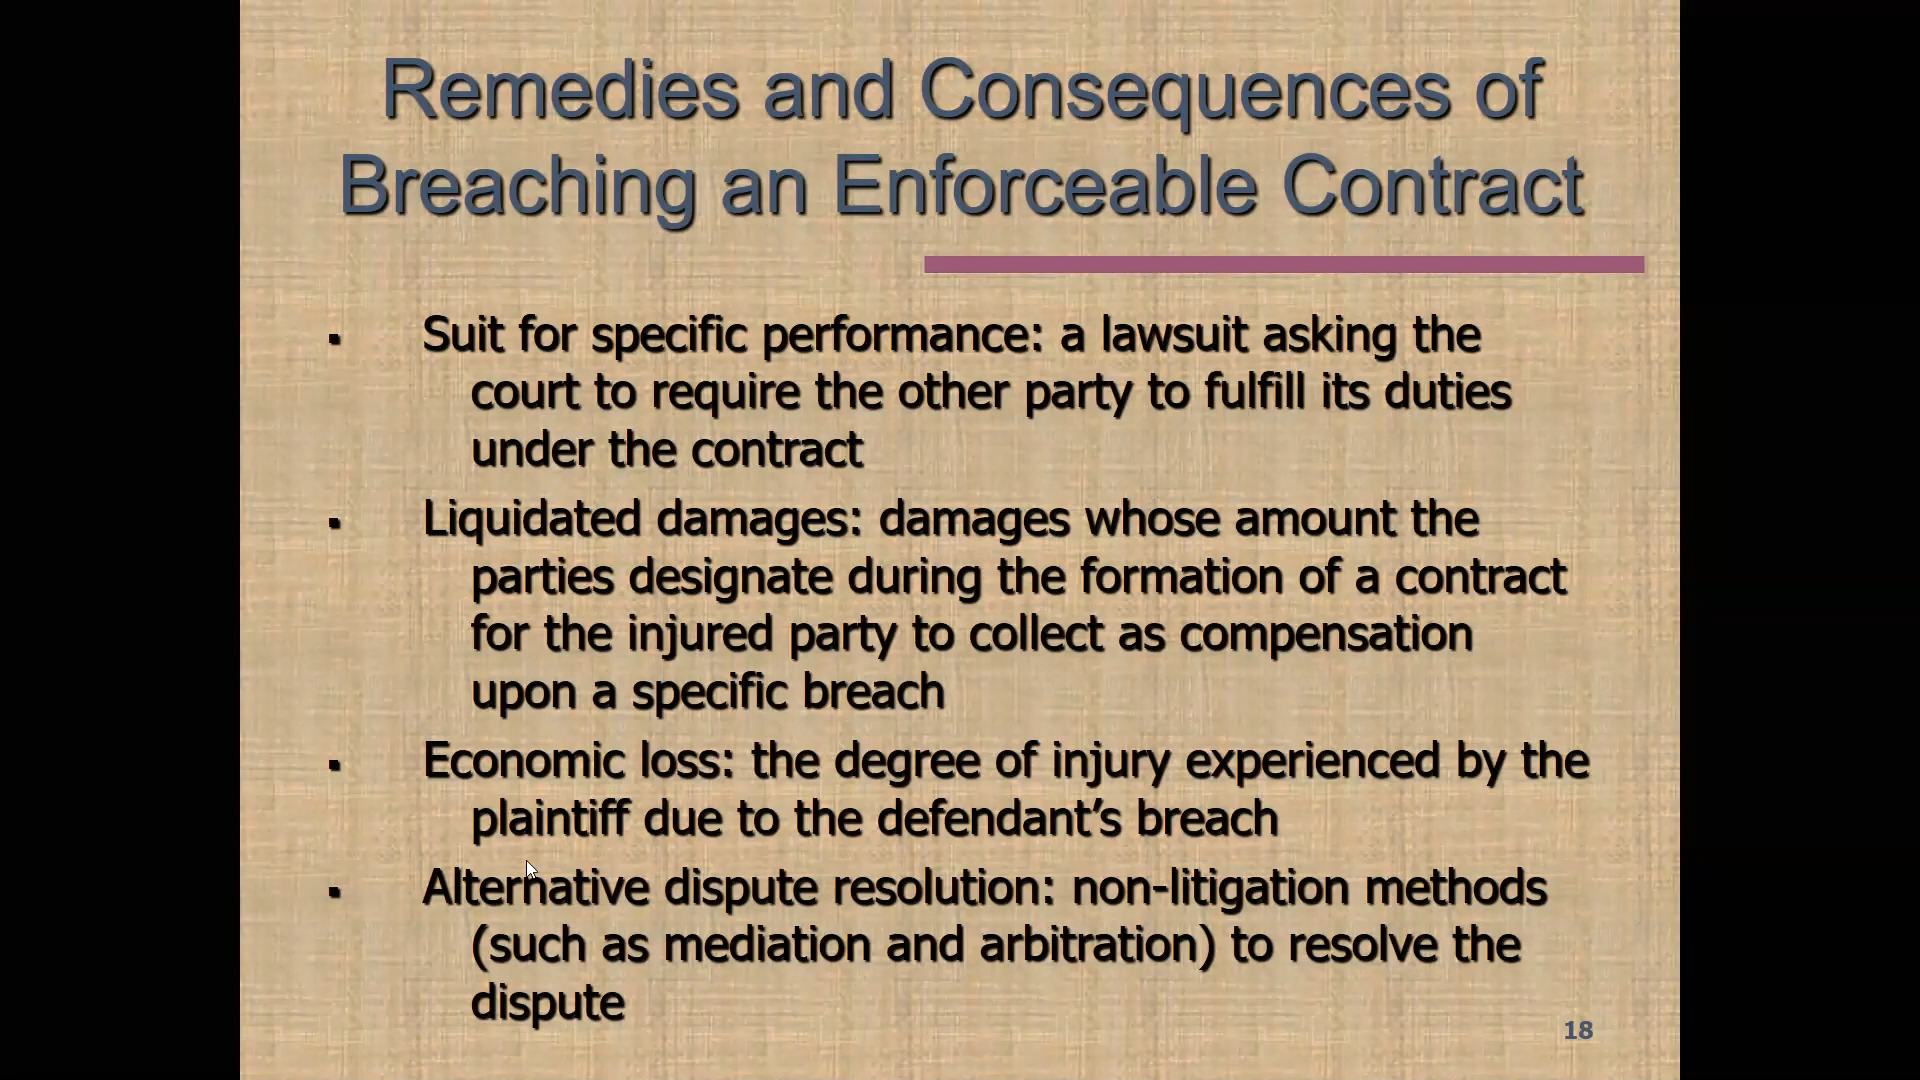 Remedies and Consequences of
Breaching an Enforceable Contract
▪ Suit for specific performance: a lawsuit asking the
court to require the other party to fulfill its duties
under the contract
▪ Liquidated damages: damages whose amount the
parties designate during the formation of a contract
for the injured party to collect as compensation
upon a specific breach
▪ Economic loss: the degree of injury experienced by the
plaintiff due to the defendant’s breach
▪ Alternative dispute resolution: non-litigation methods
(such as mediation and arbitration) to resolve the
dispute
18